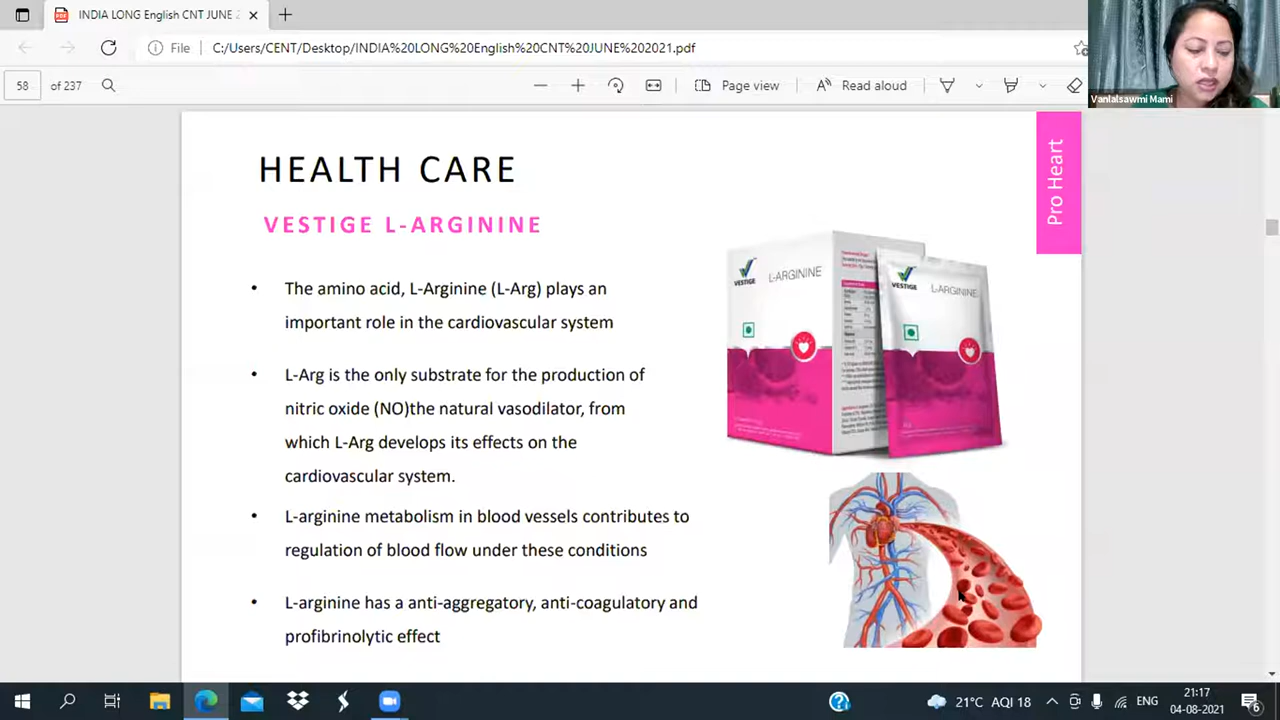 INDIA LONG English CNT JUNE 2
File
C:/Users/CENT/Desktop/INDIA%20LONG%20English%20CNT%20JUNE%202021.pdf
58
of 237
Page view
Read aloud
Vanlalsawmi Mami
Pro Heart
HEALTH CARE
VESTIGE L-ARGININE
• The amino acid, L-Arginine (L-Arg) plays an
important role in the cardiovascular system
• L-Arg is the only substrate for the production of
nitric oxide (NO)the natural vasodilator, from
which L-Arg develops its effects on the
cardiovascular system.
• L-arginine metabolism in blood vessels contributes to
regulation of blood flow under these conditions
• L-arginine has a anti-aggregatory, anti-coagulatory and
profibrinolytic effect
VESTIGE
L-ARGININE
VESTIGE
L-ARGININE
21°C AQI 18
ENG
21:17
04-08-2021
6